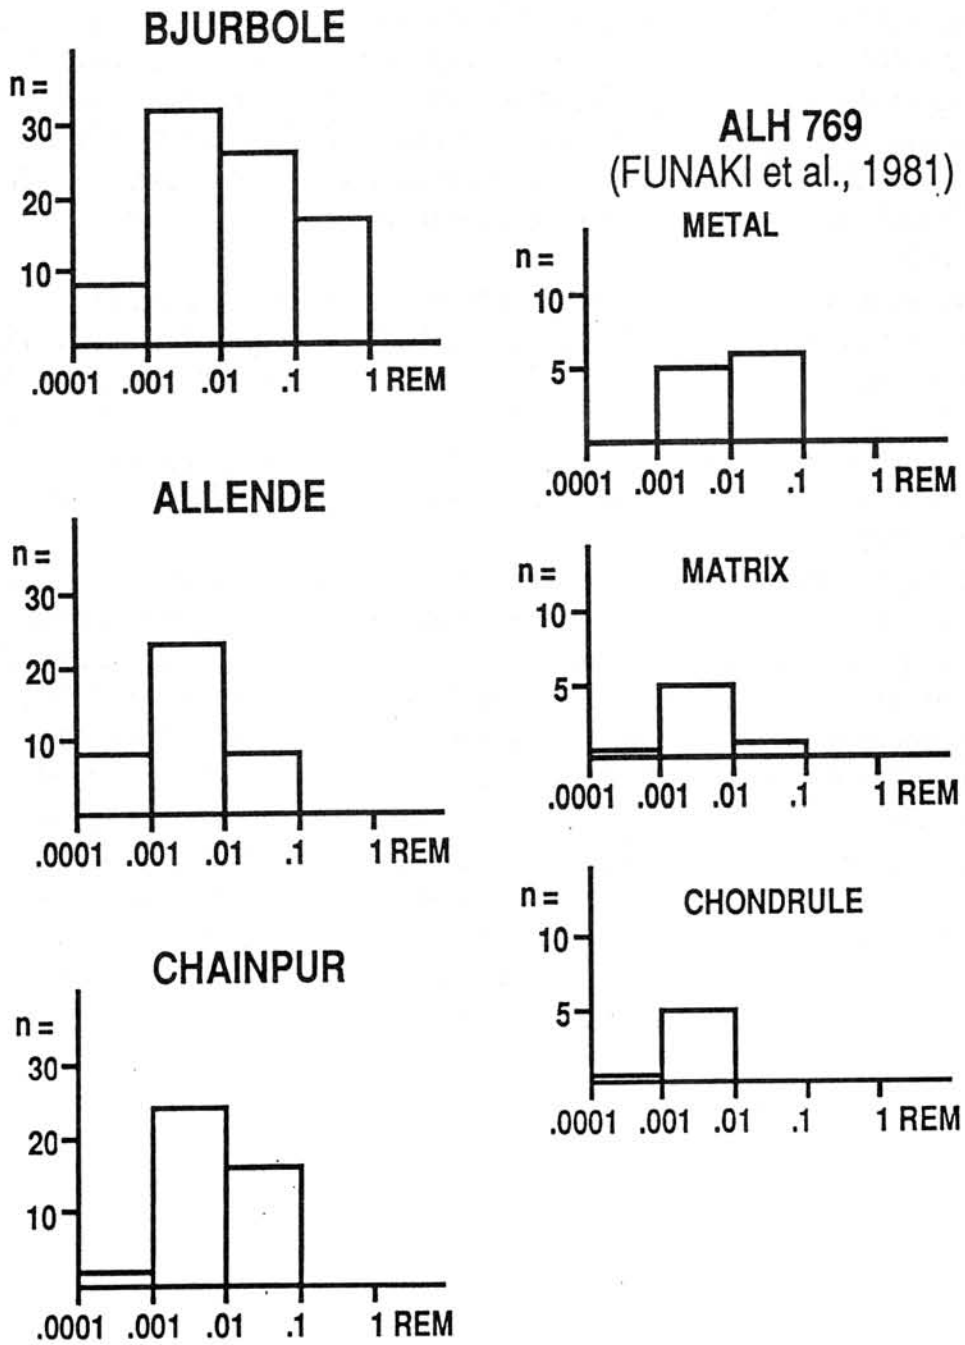 BJURBOLE
n =
30
20
10
.0001 .001 .01 .1 1 REM
ALLENDE
n =
30
20
10
.0001 .001 .01 .1 1 REM
CHAINPUR
n =
30
20
10
.0001 .001 .01 .1 1 REM
ALH 769
(FUNAKI et al., 1981)
METAL
n =
10
5
.0001 .001 .01 .1 1 REM
MATRIX
n =
10
5
.0001 .001 .01 .1 1 REM
CHONDRULE
n =
10
5
.0001 .001 .01 .1 1 REM